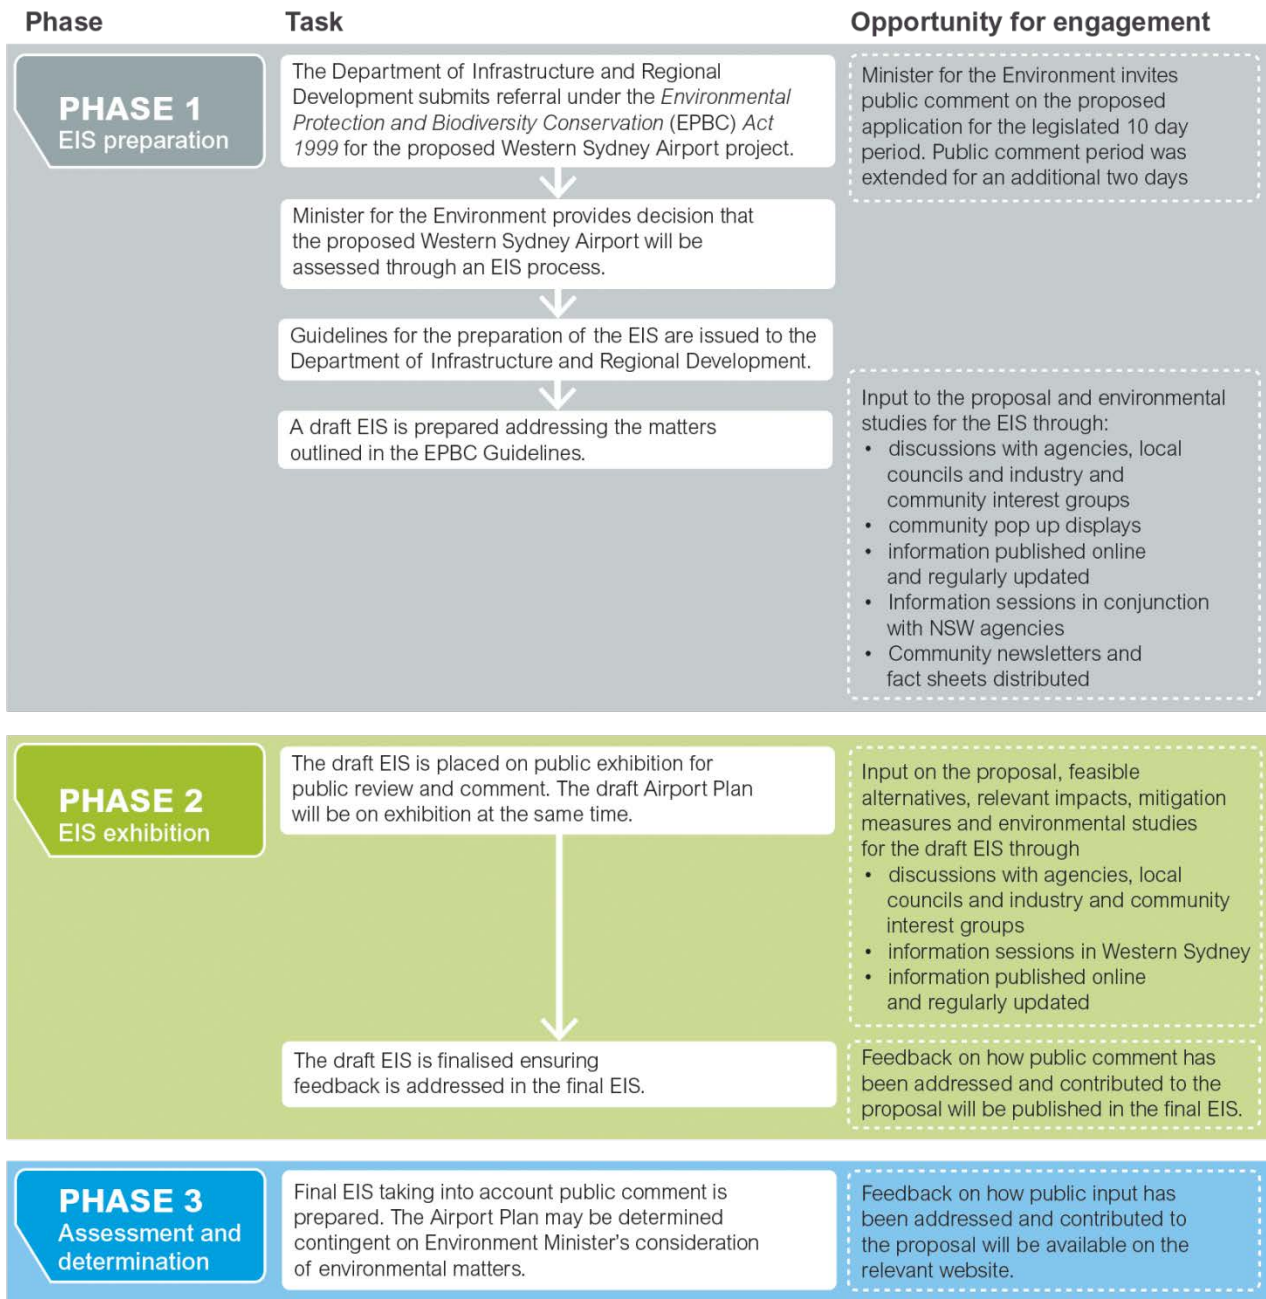 Phase
Task
Opportunity for engagement
PHASE 1
EIS preparation
The Department of Infrastructure and Regional
Development submits referral under the Environmental
Protection and Biodiversity Conservation (EPBC) Act
1999 for the proposed Western Sydney Airport project.
Minister for the Environment invites
public comment on the proposed
application for the legislated 10 day
period. Public comment period was
extended for an additional two days
Minister for the Environment provides decision that
the proposed Western Sydney Airport will be
assessed through an EIS process.
Guidelines for the preparation of the EIS are issued to the
Department of Infrastructure and Regional Development.
A draft EIS is prepared addressing the matters
outlined in the EPBC Guidelines.
Input to the proposal and environmental
studies for the EIS through:
• discussions with agencies, local
councils and industry and
community interest groups
• community pop up displays
• information published online
and regularly updated
• Information sessions in conjunction
with NSW agencies
• Community newsletters and
fact sheets distributed
PHASE 2
EIS exhibition
The draft EIS is placed on public exhibition for
public review and comment. The draft Airport Plan
will be on exhibition at the same time.
Input on the proposal, feasible
alternatives, relevant impacts, mitigation
measures and environmental studies
for the draft EIS through
• discussions with agencies, local
councils and industry and community
interest groups
• information sessions in Western Sydney
• information published online
and regularly updated
The draft EIS is finalised ensuring
feedback is addressed in the final EIS.
Feedback on how public comment has
been addressed and contributed to the
proposal will be published in the final EIS.
PHASE 3
Assessment and
determination
Final EIS taking into account public comment is
prepared. The Airport Plan may be determined
contingent on Environment Minister's consideration
of environmental matters.
Feedback on how public input has
been addressed and contributed to
the proposal will be available on the
relevant website.